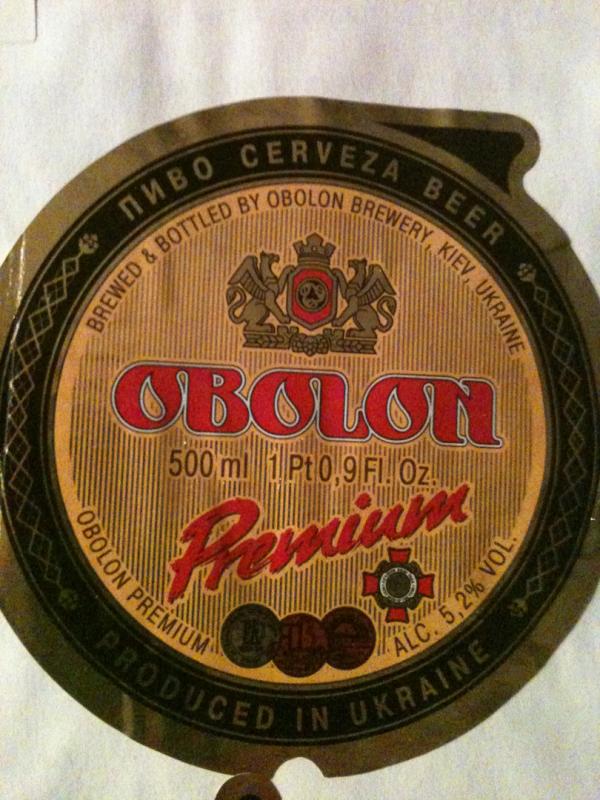 ПИВО CERVEZA BEER
BREWED & BOTTLED BY OBOLON BREWERY, KIEV, UKRAINE
OBOLON
500 ml 1 Pt 0,9 Fl. Oz.
Premium
OBOLON PREMIUM
ALC. 5,2% VOL.
PRODUCED IN UKRAINE